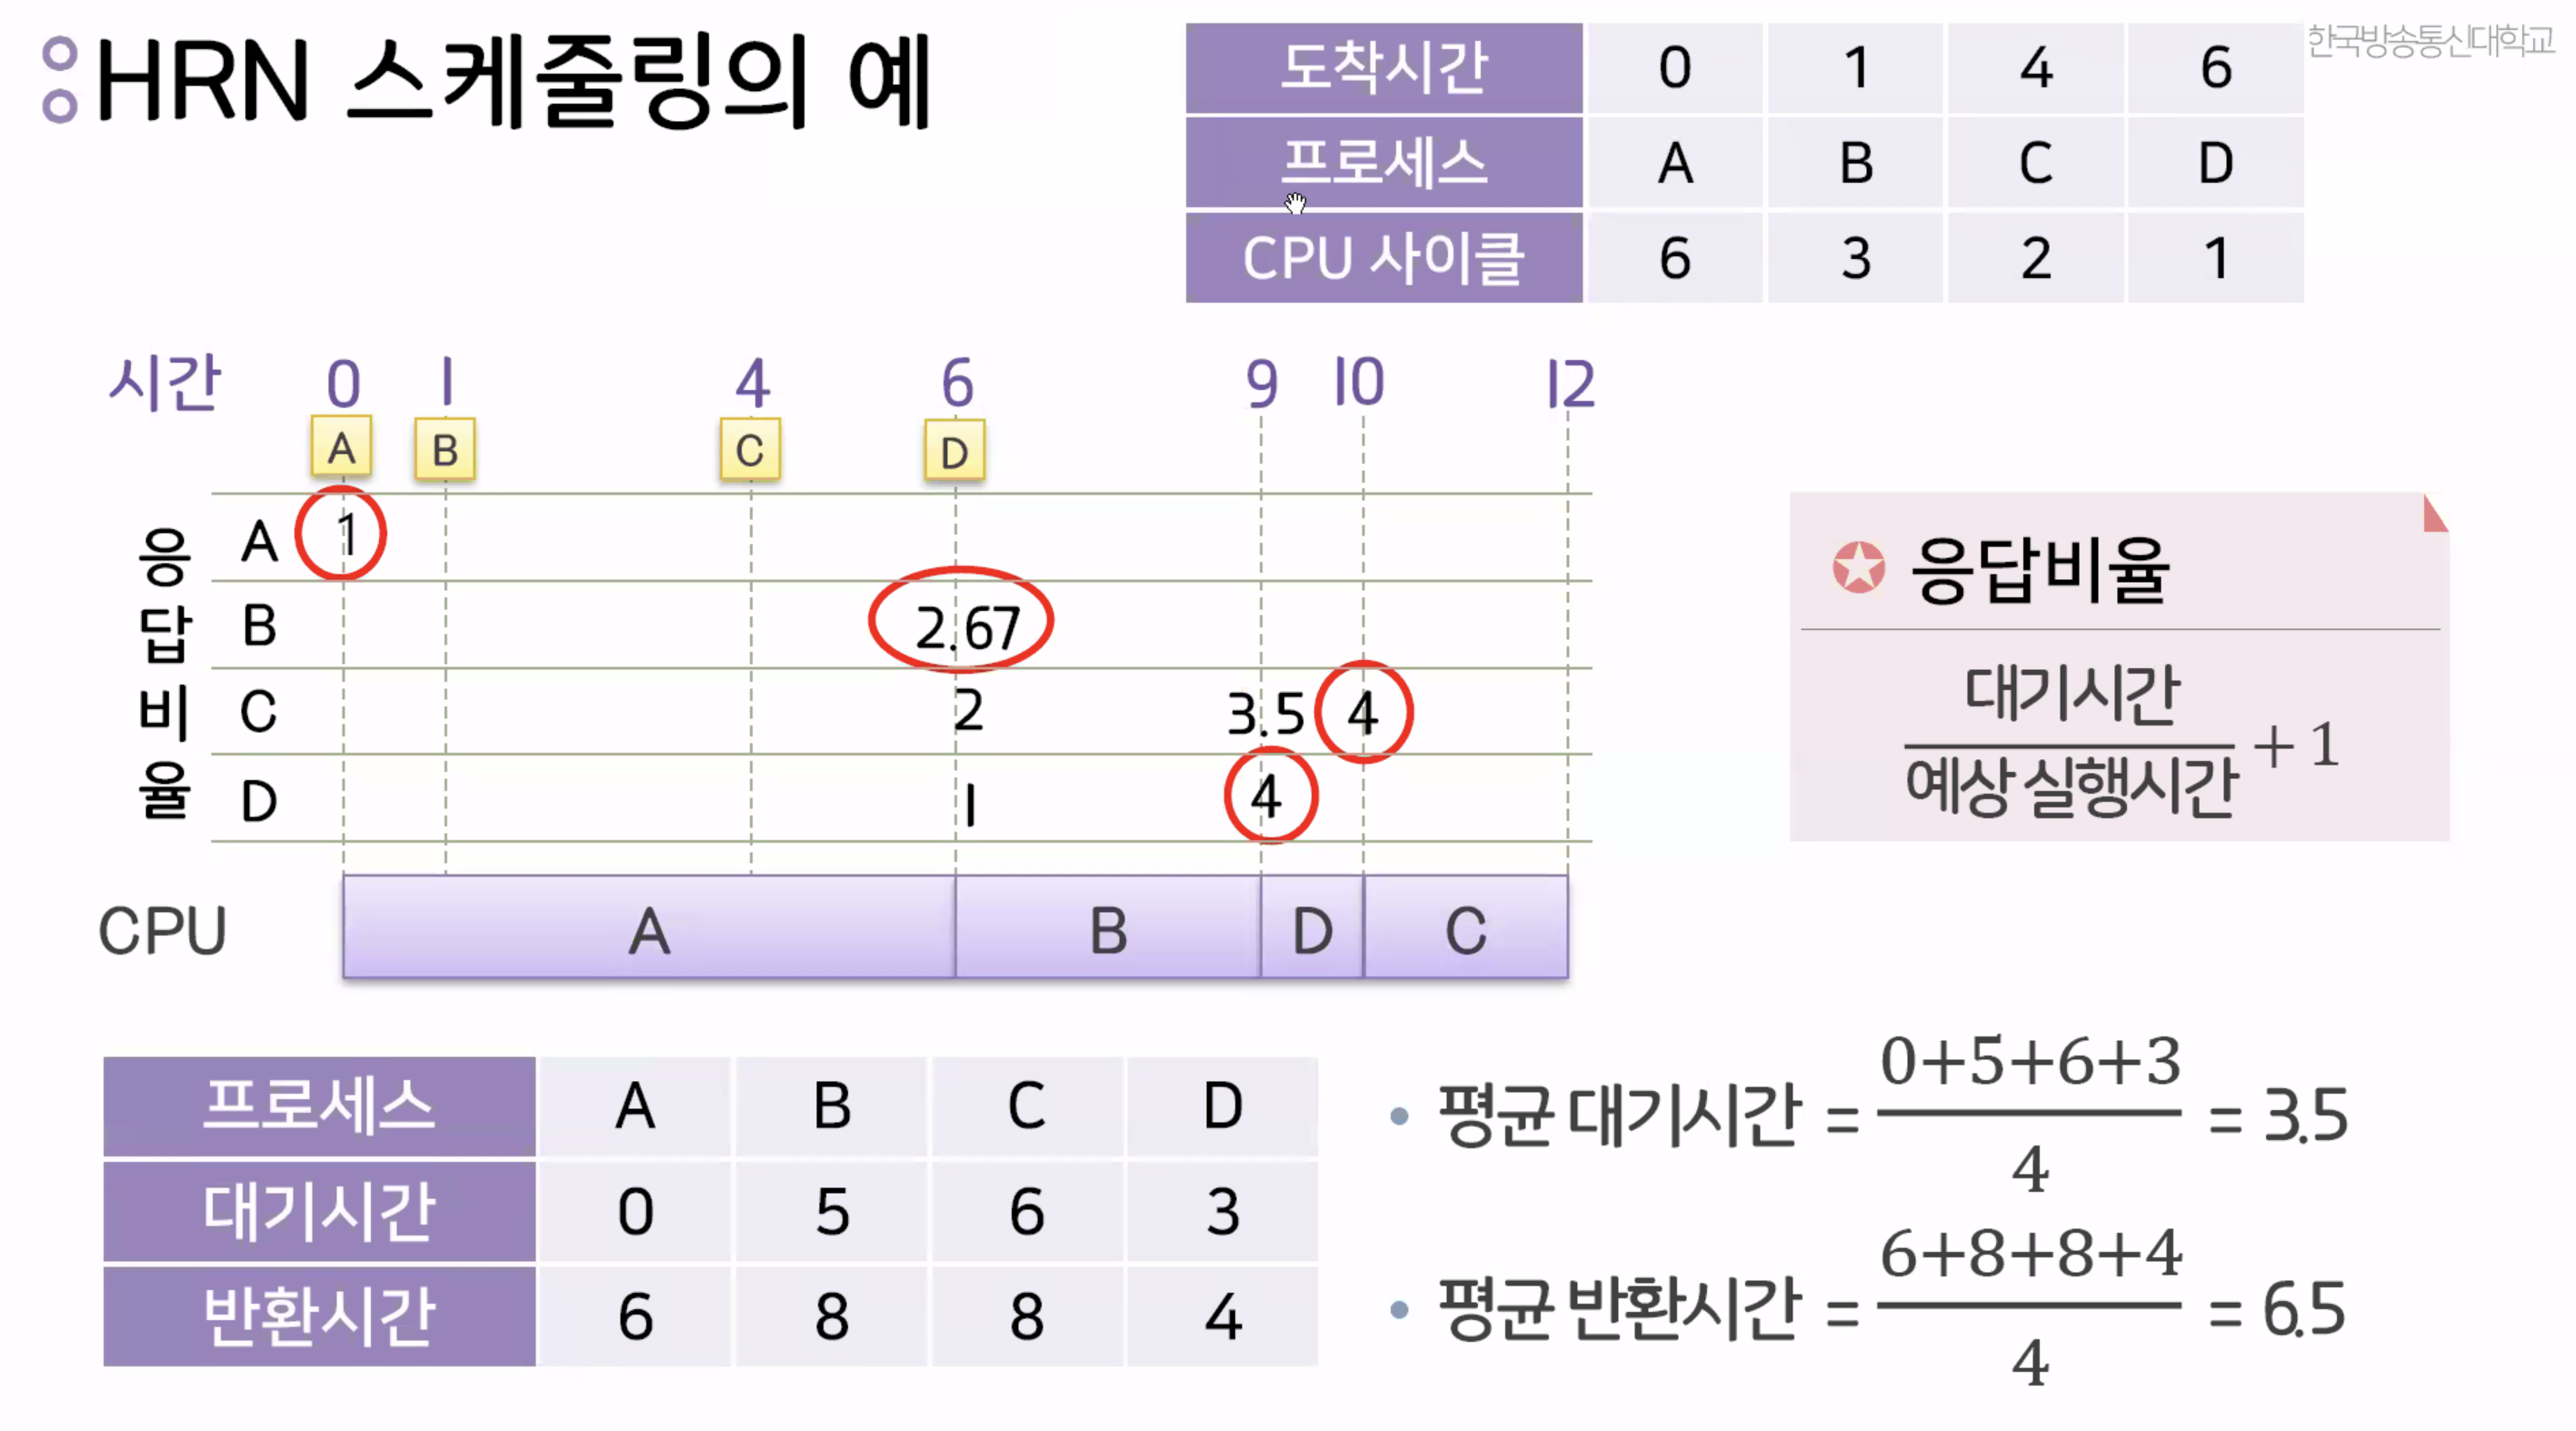 HRN 스케줄링의 예
한국방송통신대학교
도착시간 0 1 4 6
프로세스 A B C D
CPU 사이클 6 3 2 1
시간 0 1 4 6 9 10 12
A B C D
응답비율
A 1
B 2.67
C 2 3.5 4
D 1 4
CPU A B D C
응답비율
대기시간
예상 실행시간
+ 1
프로세스 A B C D
대기시간 0 5 6 3
반환시간 6 8 8 4
• 평균 대기시간 = 0+5+6+3 / 4 = 3.5
• 평균 반환시간 = 6+8+8+4 / 4 = 6.5